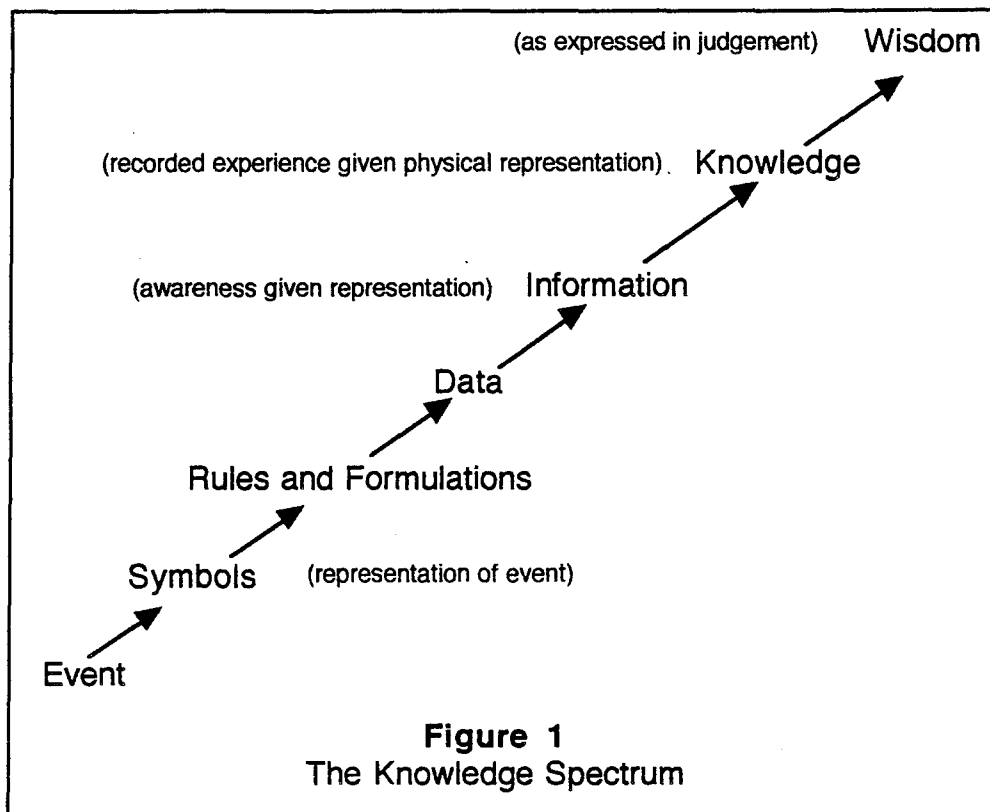 (as expressed in judgement) Wisdom
(recorded experience given physical representation) Knowledge
(awareness given representation) Information
Data
Rules and Formulations
Symbols (representation of event)
Event
Figure 1
The Knowledge Spectrum